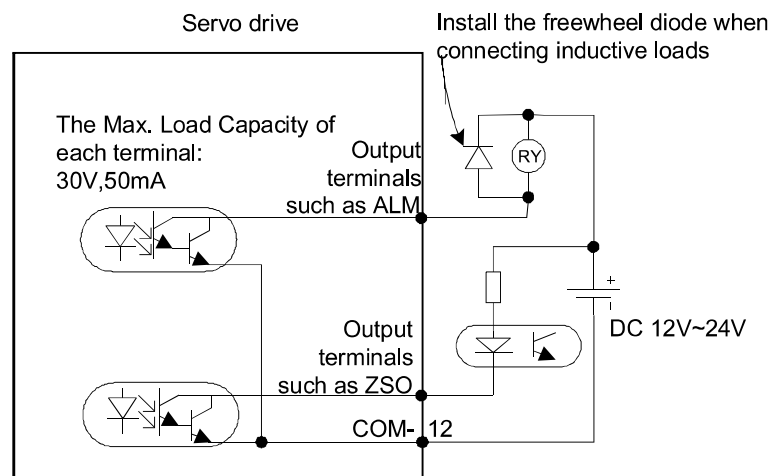 Servo drive
Install the freewheel diode when
connecting inductive loads
The Max. Load Capacity of
each terminal:
30V,50mA
Output
terminals
such as ALM
RY
+
DC 12V~24V
Output
terminals
such as ZSO
COM- 12